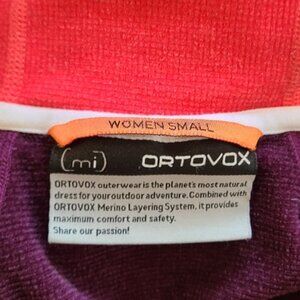 WOMEN SMALL
(mi) ORTOVOX
ORTOVOX outerwear is the planet's most natural
dress for your outdoor adventure. Combined with
ORTOVOX Merino Layering System, it provides
maximum comfort and safety.
Share our passion!